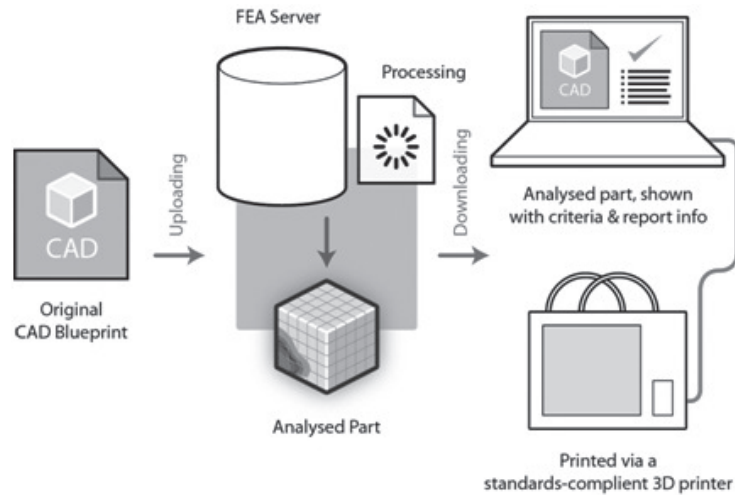 FEA Server
Processing
CAD
Uploading
Downloading
CAD
Original
CAD Blueprint
Analysed Part
Analysed part, shown
with criteria & report info
Printed via a
standards-complient 3D printer